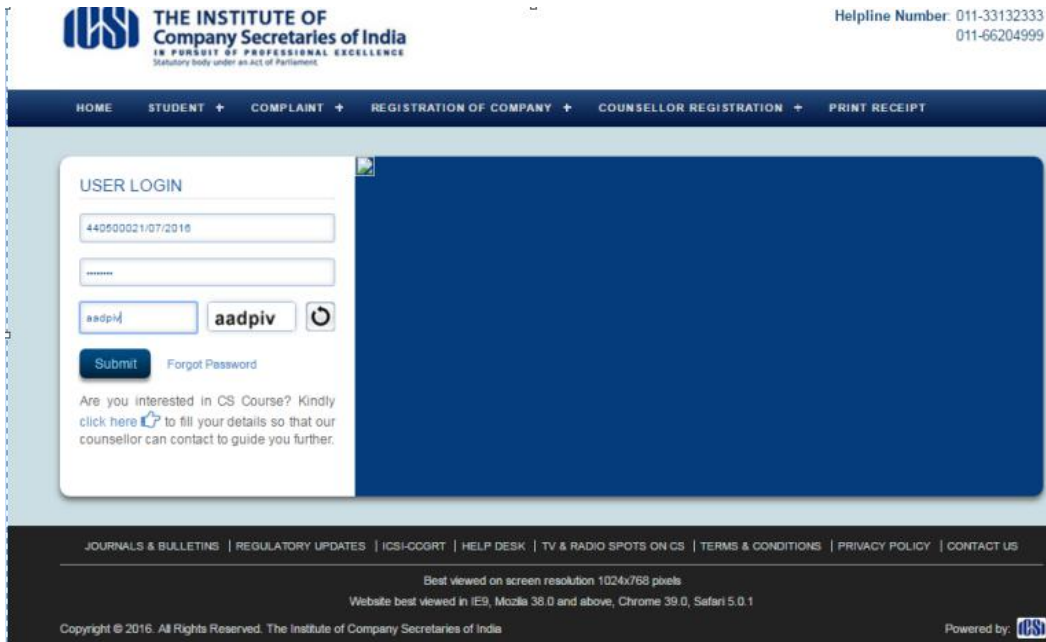 ICSI
THE INSTITUTE OF
Company Secretaries of India
IN PURSUIT OF PROFESSIONAL EXCELLENCE
Statutory body under an Act of Parliament
Helpline Number: 011-33132333
011-66204999
HOME STUDENT + COMPLAINT + REGISTRATION OF COMPANY + COUNSELLOR REGISTRATION + PRINT RECEIPT
USER LOGIN
440500021/07/2016
aadpiv aadpiv
Submit Forgot Password
Are you interested in CS Course? Kindly
click here to fill your details so that our
counsellor can contact to guide you further.
JOURNALS & BULLETINS | REGULATORY UPDATES | ICSI-CCGRT | HELP DESK | TV & RADIO SPOTS ON CS | TERMS & CONDITIONS | PRIVACY POLICY | CONTACT US
Best viewed on screen resolution 1024x768 pixels
Website best viewed in IE9, Mozilla 38.0 and above, Chrome 39.0, Safari 5.0.1
Copyright © 2016. All Rights Reserved. The Institute of Company Secretaries of India
Powered by: ICSI